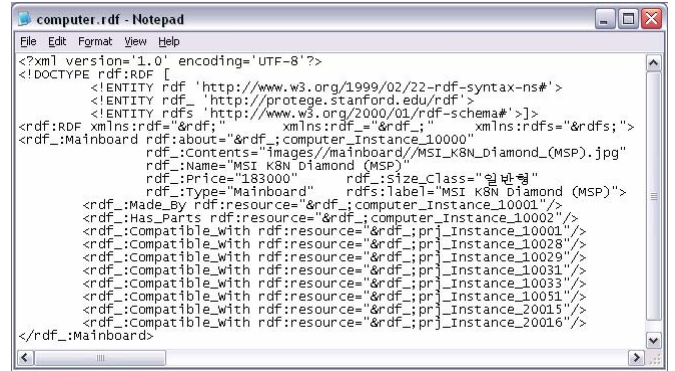 computer.rdf - Notepad
File Edit Format View Help
<?xml version='1.0' encoding='UTF-8'?>
<!DOCTYPE rdf:RDF [
<!ENTITY rdf 'http://www.w3.org/1999/02/22-rdf-syntax-ns#'>
<!ENTITY rdf_ 'http://protege.stanford.edu/rdf'>
<!ENTITY rdfs 'http://www.w3.org/2000/01/rdf-schema#'>]>
<rdf:RDF xmlns:rdf="&rdf;" xmlns:rdf_="&rdf_;" xmlns:rdfs="&rdfs;">
<rdf_:Mainboard rdf:about="&rdf_;computer_Instance_10000"
rdf_:Contents="images//mainboard//MSI_K8N_Diamond_(MSP).jpg"
rdf_:Name="MSI K8N Diamond (MSP)"
rdf_:Price="183000" rdf_:Size_Class="일반형"
rdf_:Type="Mainboard" rdfs:label="MSI K8N Diamond (MSP)">
<rdf_:Made_By rdf:resource="&rdf_;computer_Instance_10001"/>
<rdf_:Has_Parts rdf:resource="&rdf_;computer_Instance_10002"/>
<rdf_:Compatible_with rdf:resource="&rdf_;prj_Instance_10001"/>
<rdf_:Compatible_with rdf:resource="&rdf_;prj_Instance_10028"/>
<rdf_:Compatible_with rdf:resource="&rdf_;prj_Instance_10029"/>
<rdf_:Compatible_with rdf:resource="&rdf_;prj_Instance_10031"/>
<rdf_:Compatible_with rdf:resource="&rdf_;prj_Instance_10033"/>
<rdf_:Compatible_with rdf:resource="&rdf_;prj_Instance_10051"/>
<rdf_:Compatible_with rdf:resource="&rdf_;prj_Instance_20015"/>
<rdf_:Compatible_with rdf:resource="&rdf_;prj_Instance_20016"/>
</rdf_:Mainboard>